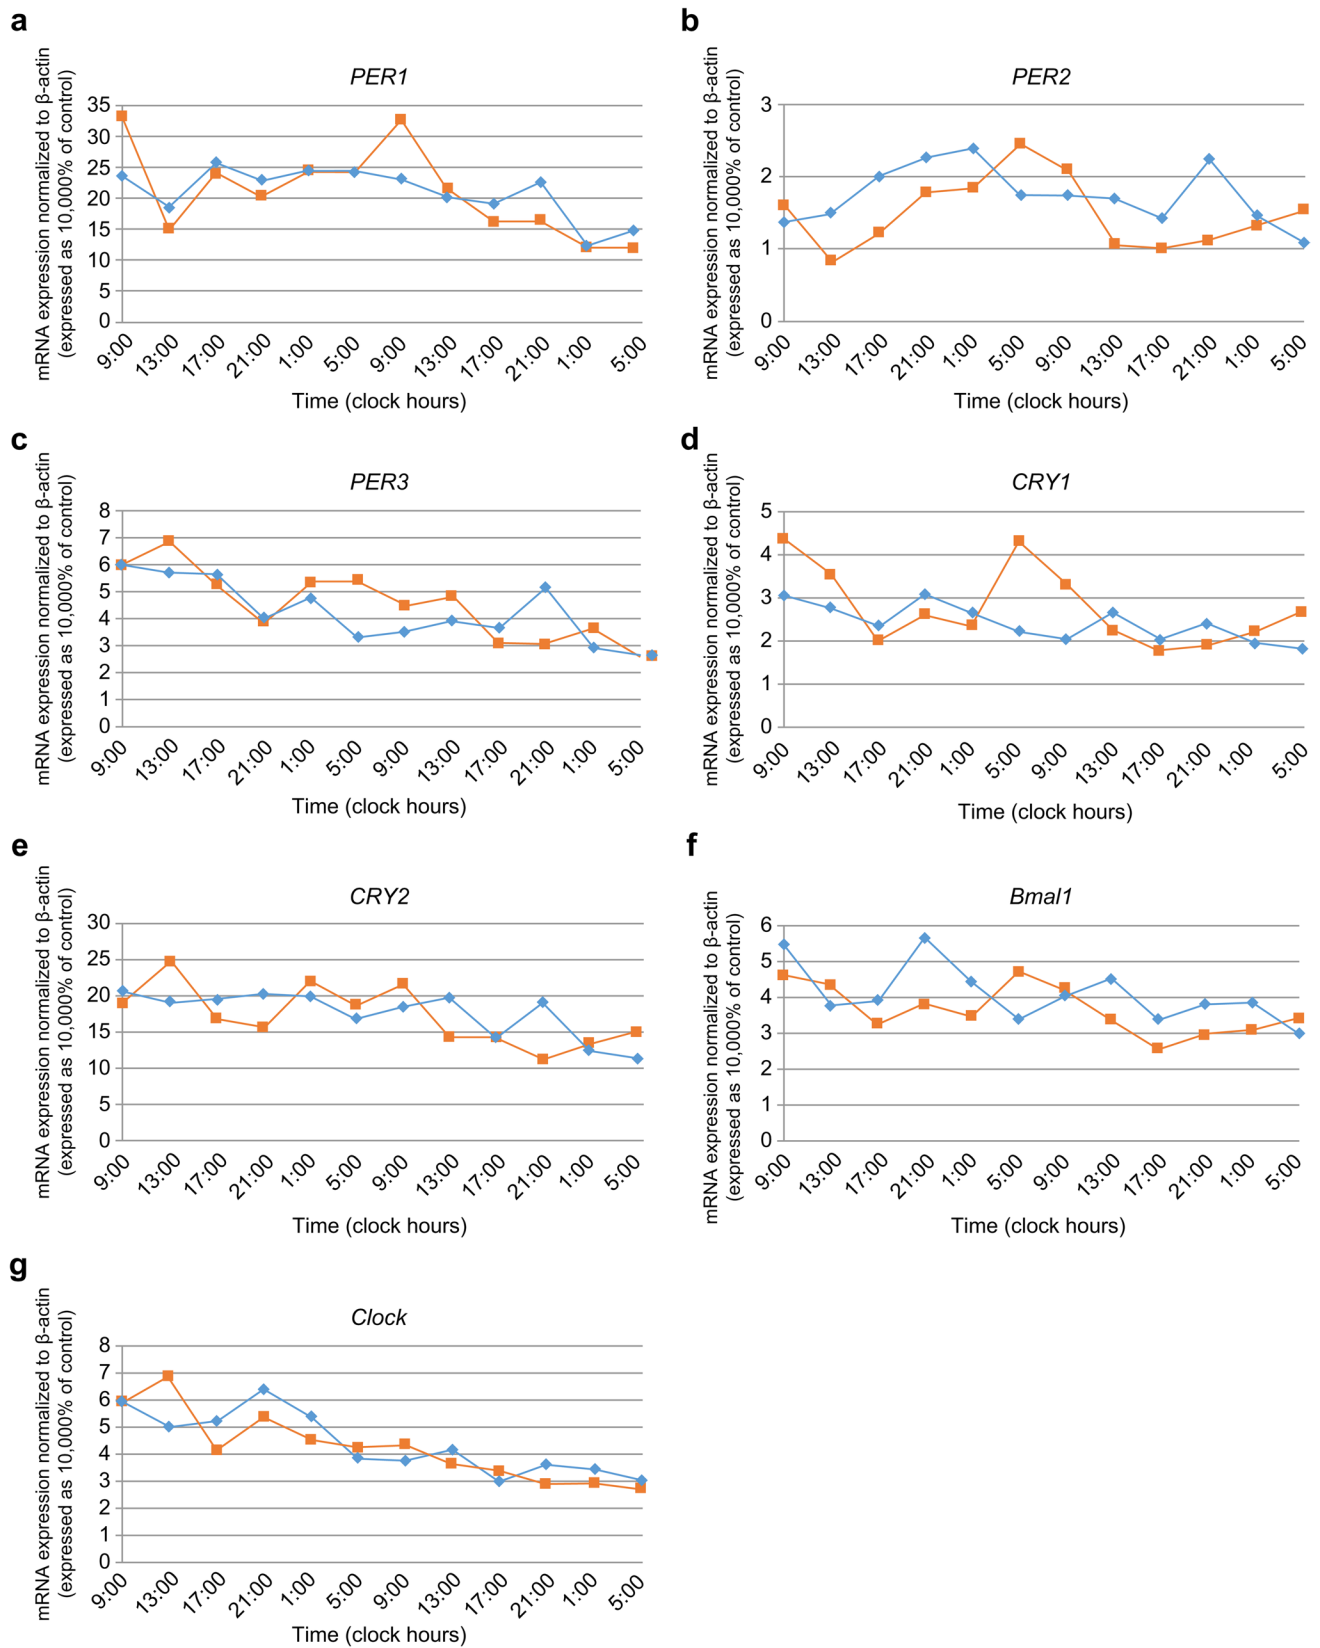 a
PER1
mRNA expression normalized to β-actin
(expressed as 10,000% of control)
35
30
25
20
15
10
5
0
9:00 13:00 17:00 21:00 1:00 5:00 9:00 13:00 17:00 21:00 1:00 5:00
Time (clock hours)
b
PER2
mRNA expression normalized to β-actin
(expressed as 10,000% of control)
3
2
1
0
9:00 13:00 17:00 21:00 1:00 5:00 9:00 13:00 17:00 21:00 1:00 5:00
Time (clock hours)
c
PER3
mRNA expression normalized to β-actin
(expressed as 10,000% of control)
8
7
6
5
4
3
2
1
0
9:00 13:00 17:00 21:00 1:00 5:00 9:00 13:00 17:00 21:00 1:00 5:00
Time (clock hours)
d
CRY1
mRNA expression normalized to β-actin
(expressed as 10,000% of control)
5
4
3
2
1
0
9:00 13:00 17:00 21:00 1:00 5:00 9:00 13:00 17:00 21:00 1:00 5:00
Time (clock hours)
e
CRY2
mRNA expression normalized to β-actin
(expressed as 10,000% of control)
30
25
20
15
10
5
0
9:00 13:00 17:00 21:00 1:00 5:00 9:00 13:00 17:00 21:00 1:00 5:00
Time (clock hours)
f
Bmal1
mRNA expression normalized to β-actin
(expressed as 10,000% of control)
6
5
4
3
2
1
0
9:00 13:00 17:00 21:00 1:00 5:00 9:00 13:00 17:00 21:00 1:00 5:00
Time (clock hours)
g
Clock
mRNA expression normalized to β-actin
(expressed as 10,000% of control)
8
7
6
5
4
3
2
1
0
9:00 13:00 17:00 21:00 1:00 5:00 9:00 13:00 17:00 21:00 1:00 5:00
Time (clock hours)